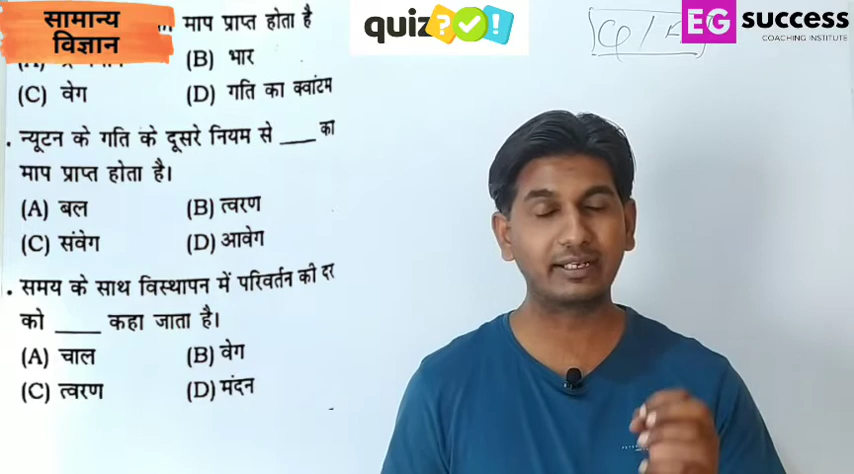 सामान्य
विज्ञान
माप प्राप्त होता है
(B) भार
(C) वेग (D) गति का क्वांटम
. न्यूटन के गति के दूसरे नियम से ____ का
माप प्राप्त होता है।
(A) बल (B) त्वरण
(C) संवेग (D) आवेग
. समय के साथ विस्थापन में परिवर्तन की दर
को ____ कहा जाता है।
(A) चाल (B) वेग
(C) त्वरण (D) मंदन
quiz?!
EG success
COACHING INSTITUTE